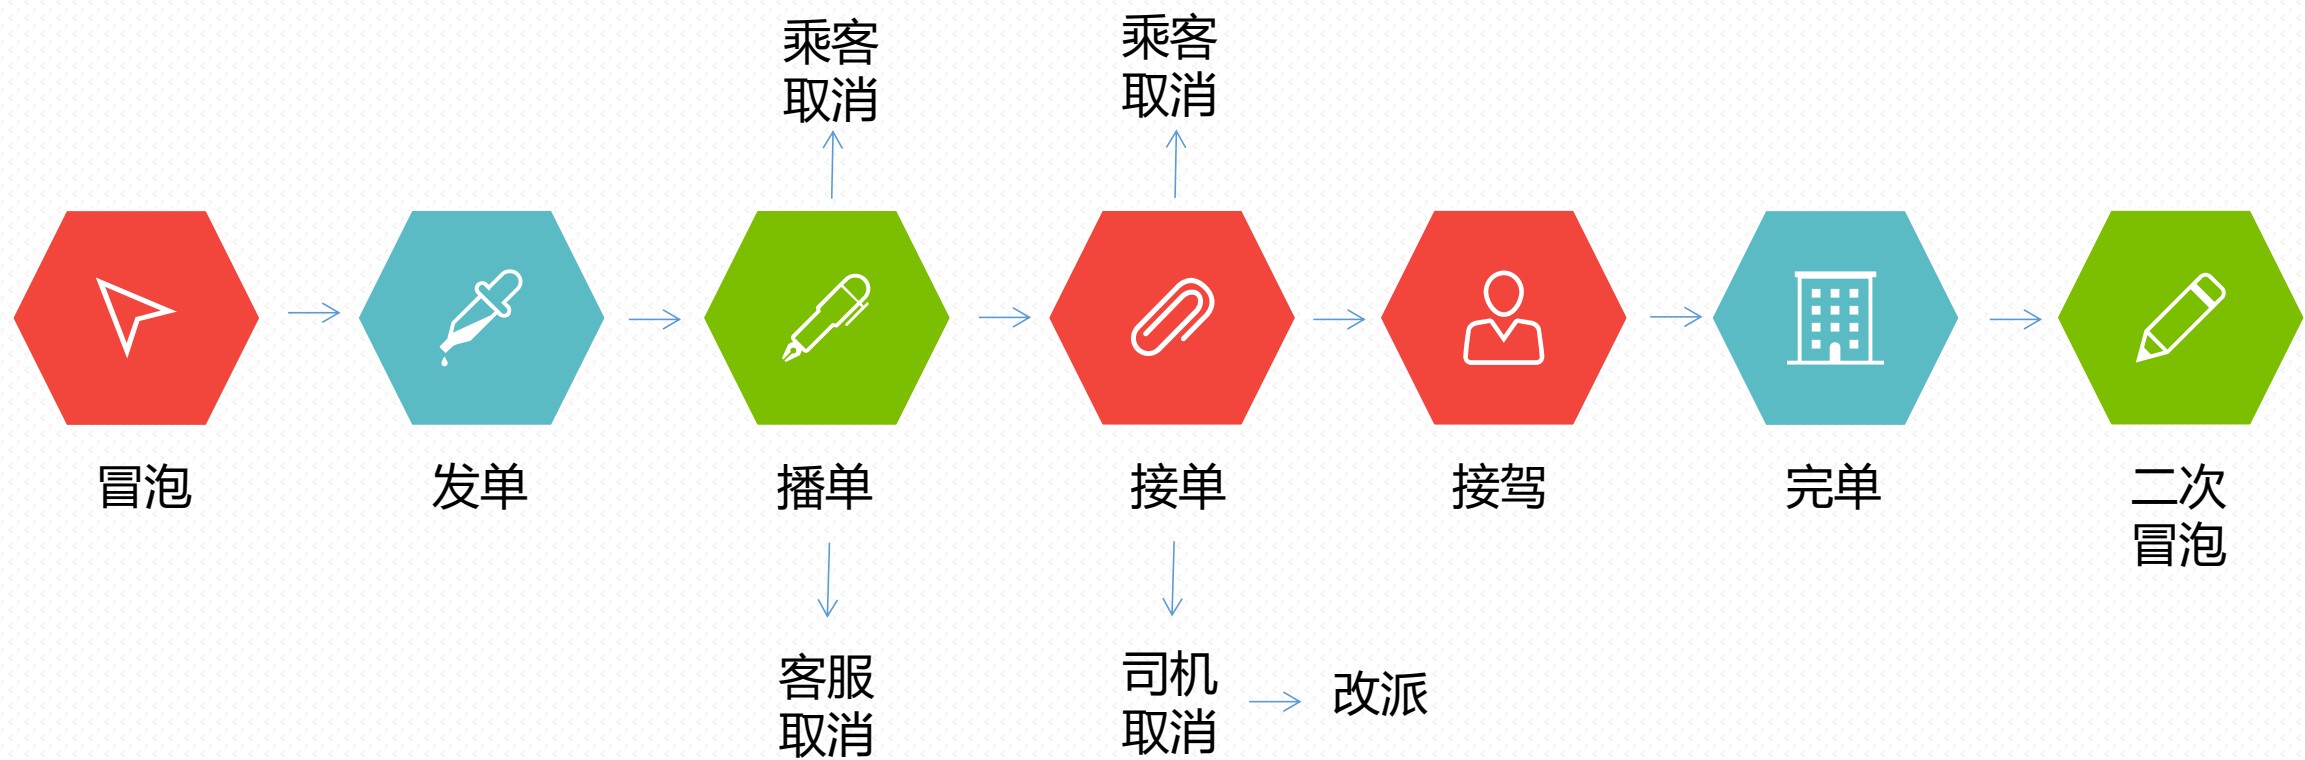 乘客
取消
乘客
取消
冒泡
发单
播单
接单
接驾
完单
二次
冒泡
客服
取消
司机
取消
改派